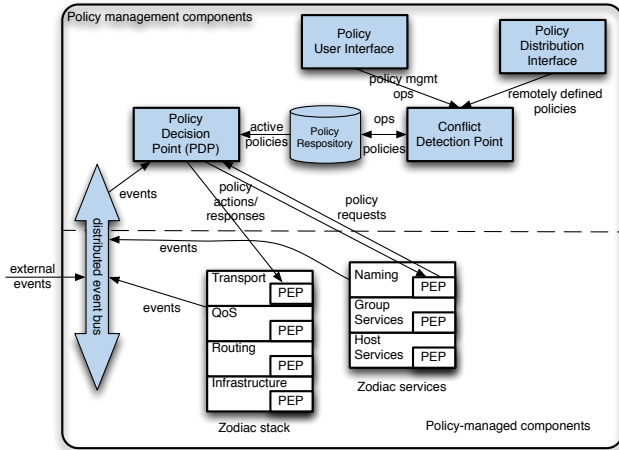 Policy management components
Policy
User Interface
Policy
Distribution
Interface
policy mgmt
ops
remotely defined
policies
Policy
Decision
Point (PDP)
active
policies
Policy
Respository
ops
policies
Conflict
Detection Point
events
policy
actions/
responses
policy
requests
distributed event bus
events
external
events
events
Transport
PEP
QoS
PEP
Routing
PEP
Infrastructure
PEP
Zodiac stack
Naming
PEP
Group
Services
PEP
Host
Services
PEP
Zodiac services
Policy-managed components